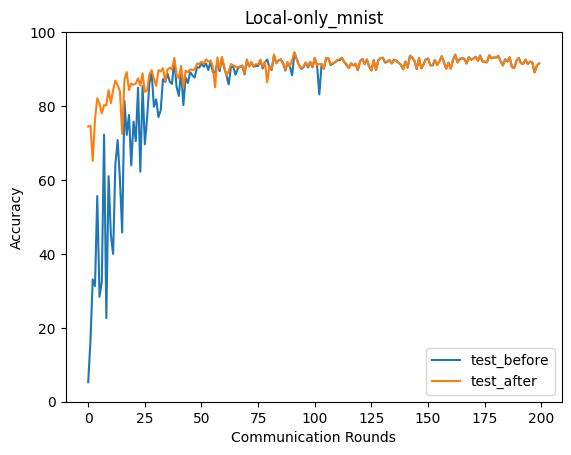 Local-only_mnist
100
80
60
40
20
0
Accuracy
0 25 50 75 100 125 150 175 200
Communication Rounds
test_before
test_after